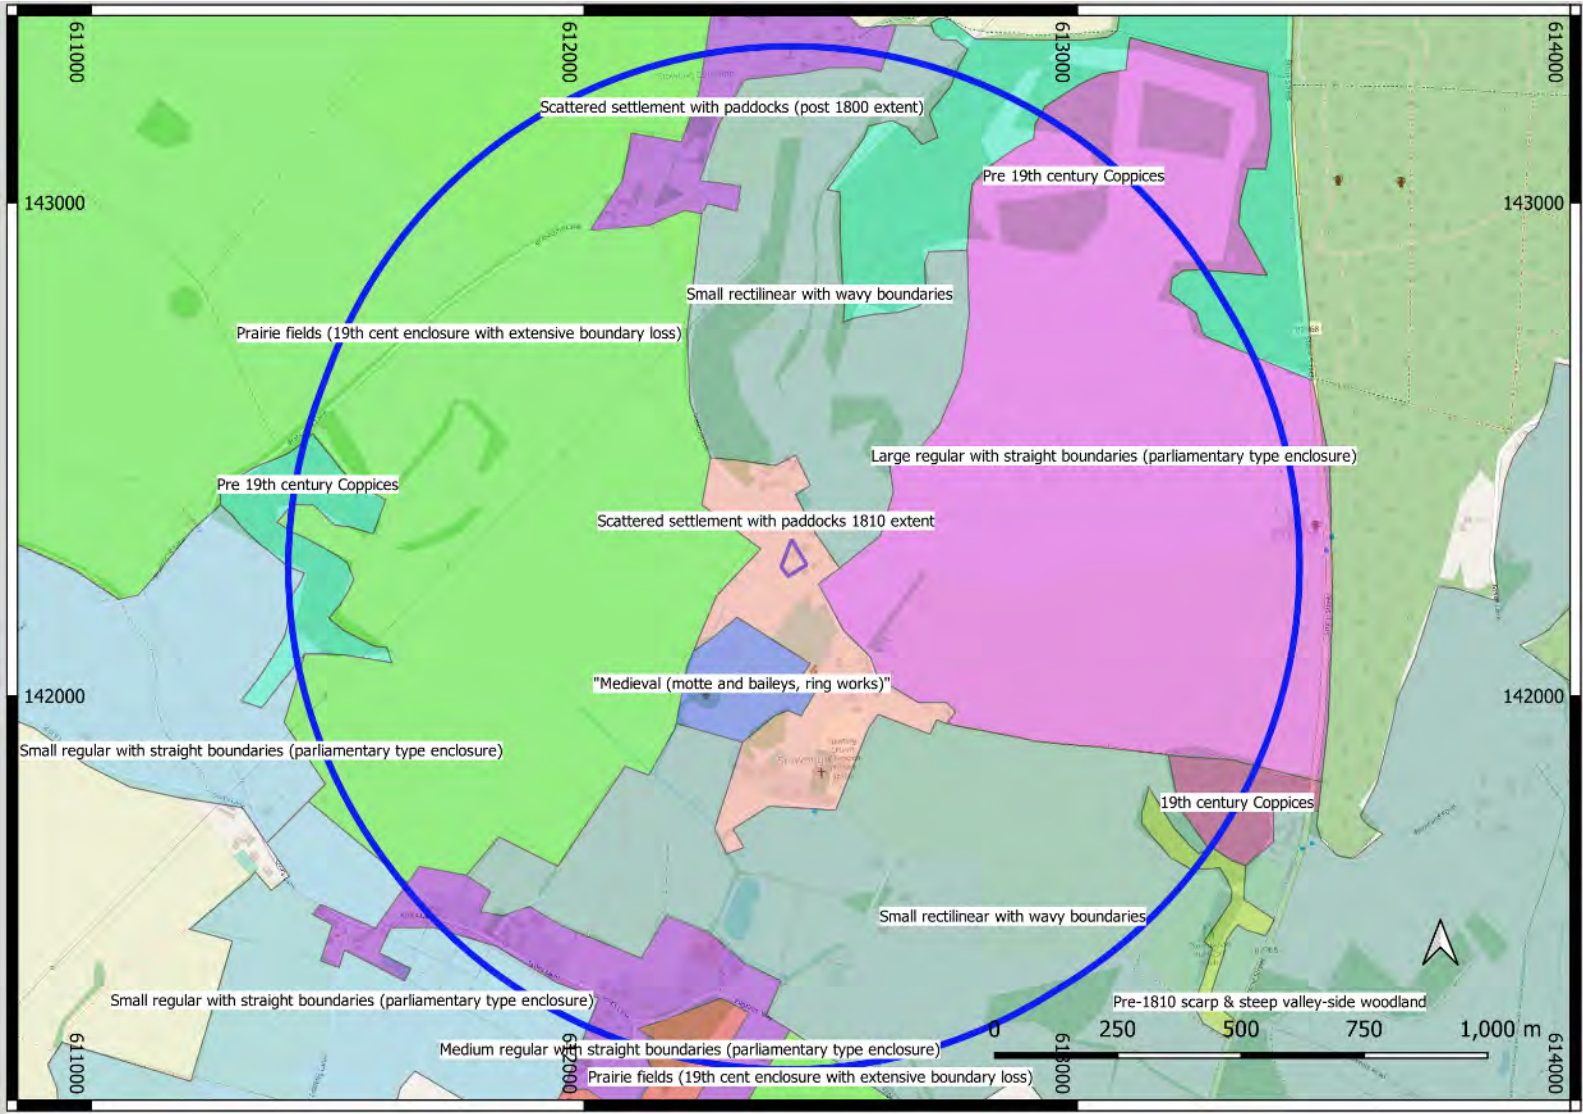 611000
612000
613000
614000
Scattered settlement with paddocks (post 1800 extent)
Pre 19th century Coppices
143000
143000
Small rectilinear with wavy boundaries
Prairie fields (19th cent enclosure with extensive boundary loss)
Large regular with straight boundaries (parliamentary type enclosure)
Pre 19th century Coppices
Scattered settlement with paddocks 1810 extent
"Medieval (motte and baileys, ring works)"
142000
142000
Small regular with straight boundaries (parliamentary type enclosure)
19th century Coppices
Small rectilinear with wavy boundaries
Small regular with straight boundaries (parliamentary type enclosure)
Pre-1810 scarp & steep valley-side woodland
0 250 500 750 1,000 m
Medium regular with straight boundaries (parliamentary type enclosure)
Prairie fields (19th cent enclosure with extensive boundary loss)
611000
612000
613000
614000